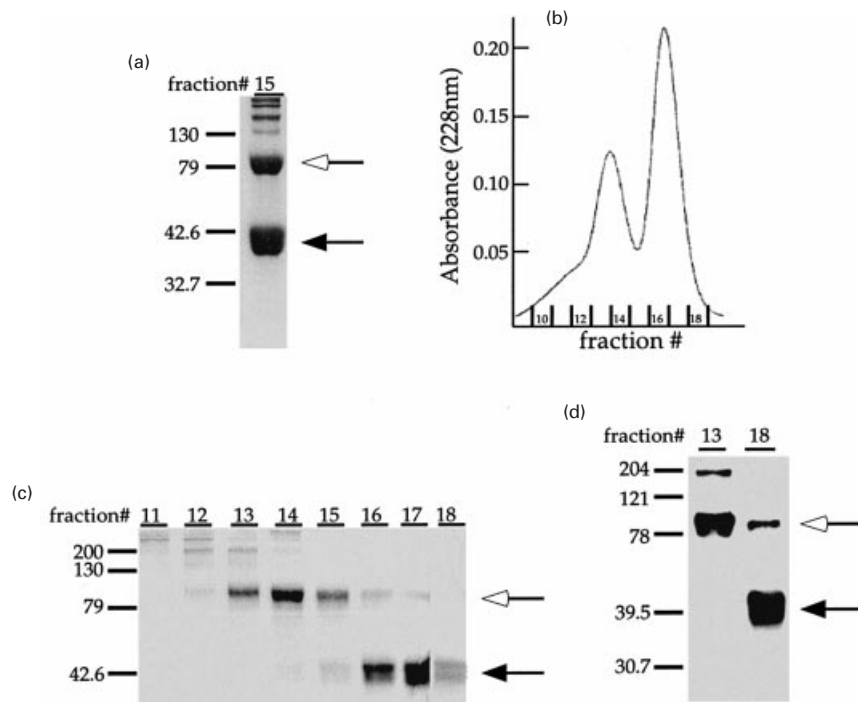 (a)
fraction# 15
130
79
42.6
32.7
(b)
Absorbance (228nm)
0.20
0.15
0.10
0.05
10 12 14 16 18
fraction #
(c)
fraction# 11 12 13 14 15 16 17 18
200
130
79
42.6
(d)
fraction# 13 18
204
121
78
39.5
30.7